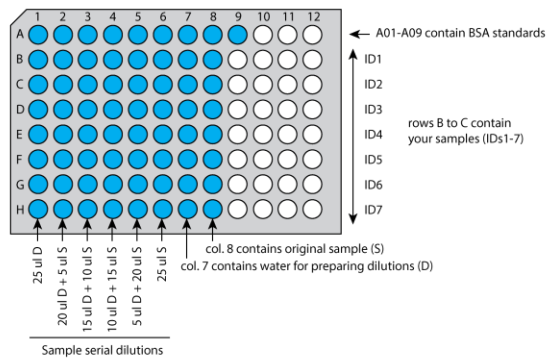 1 2 3 4 5 6 7 8 9 10 11 12
A
A01-A09 contain BSA standards
B
ID1
C
ID2
D
ID3
E
ID4
F
ID5
G
ID6
H
ID7
rows B to C contain
your samples (IDs1-7)
col. 8 contains original sample (S)
col. 7 contains water for preparing dilutions (D)
25 ul D
20 ul D + 5 ul S
15 ul D + 10 ul S
10 ul D + 15 ul S
5 ul D + 20 ul S
25 ul S
Sample serial dilutions